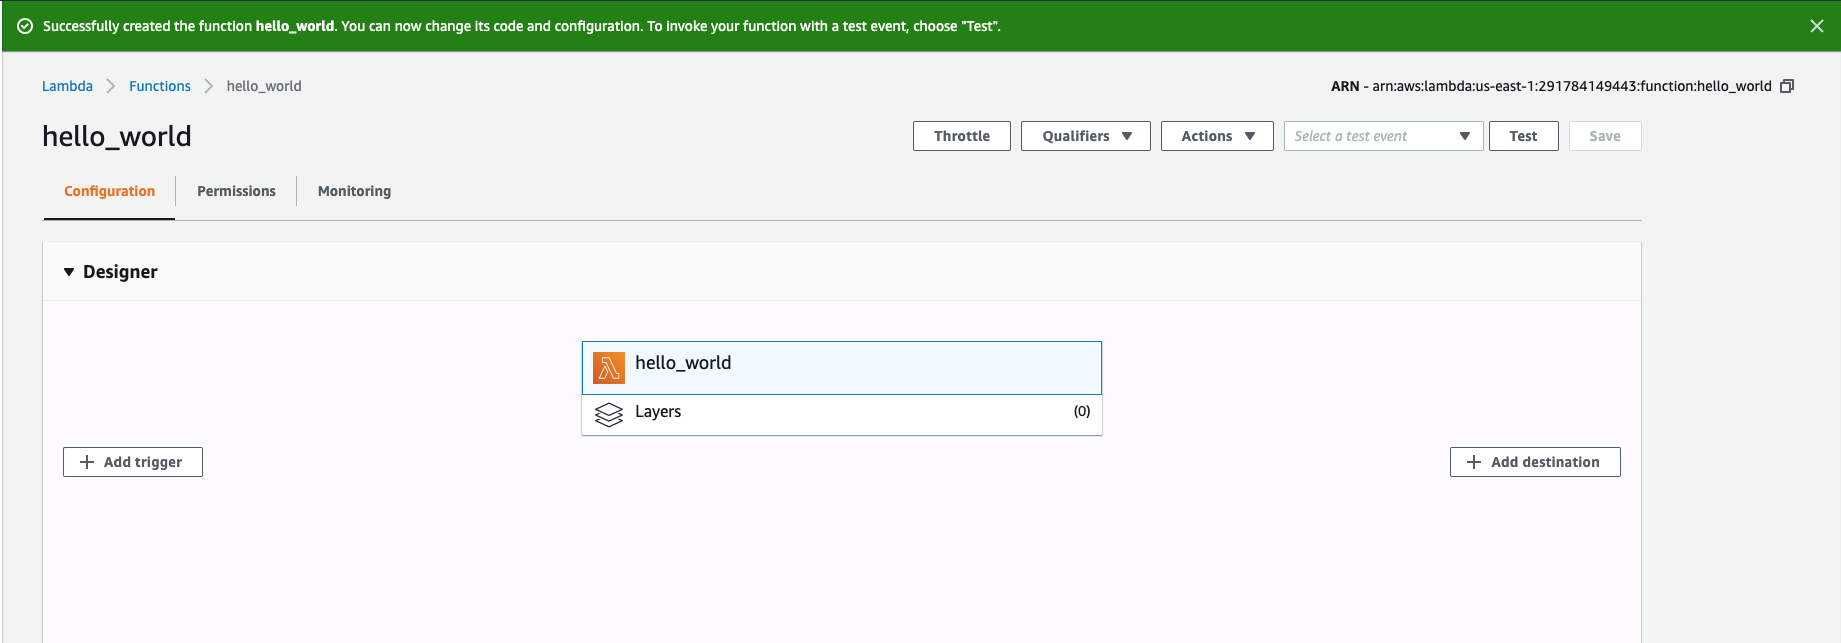 Successfully created the function hello_world. You can now change its code and configuration. To invoke your function with a test event, choose "Test".
Lambda Functions hello_world
ARN - arn:aws:lambda:us-east-1:291784149443:function:hello_world
hello_world
Throttle Qualifiers Actions Select a test event Test Save
Configuration Permissions Monitoring
Designer
hello_world
Layers (0)
+ Add trigger
+ Add destination